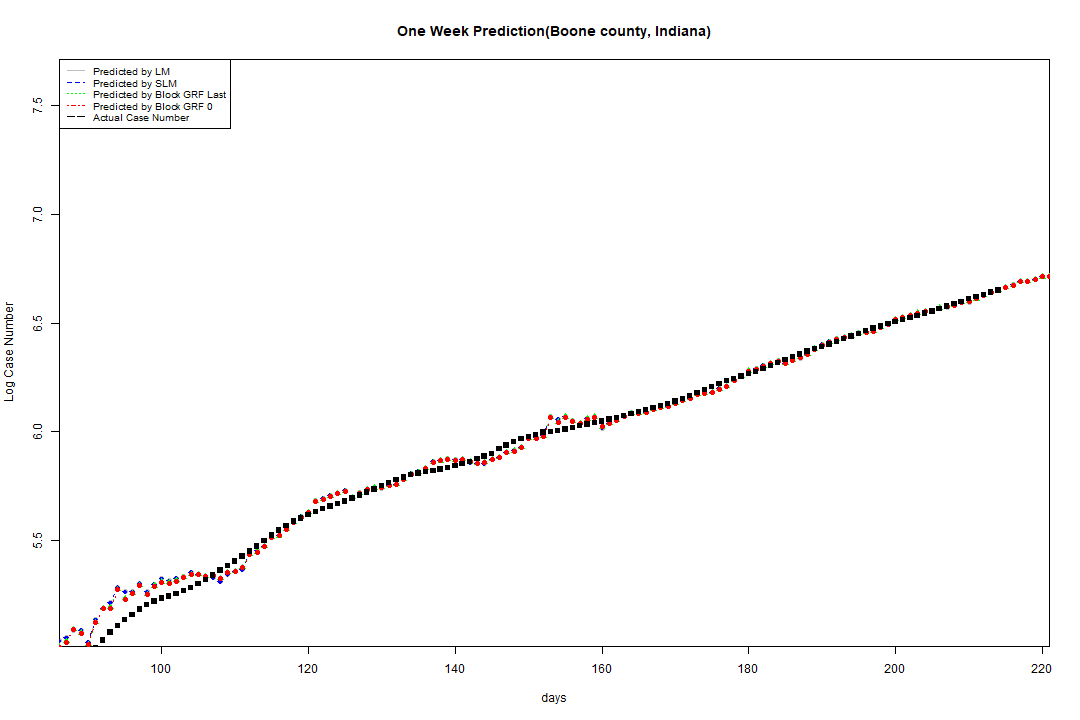 One Week Prediction(Boone county, Indiana)
Predicted by LM
Predicted by SLM
Predicted by Block GRF Last
Predicted by Block GRF 0
Actual Case Number
7.5
7.0
6.5
6.0
5.5
Log Case Number
100 120 140 160 180 200 220
days